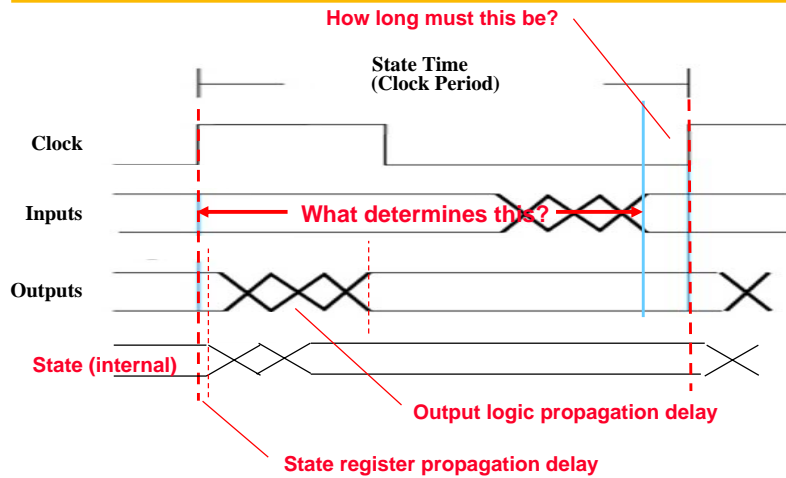 How long must this be?
State Time
(Clock Period)
Clock
Inputs
What determines this?
Outputs
State (internal)
Output logic propagation delay
State register propagation delay